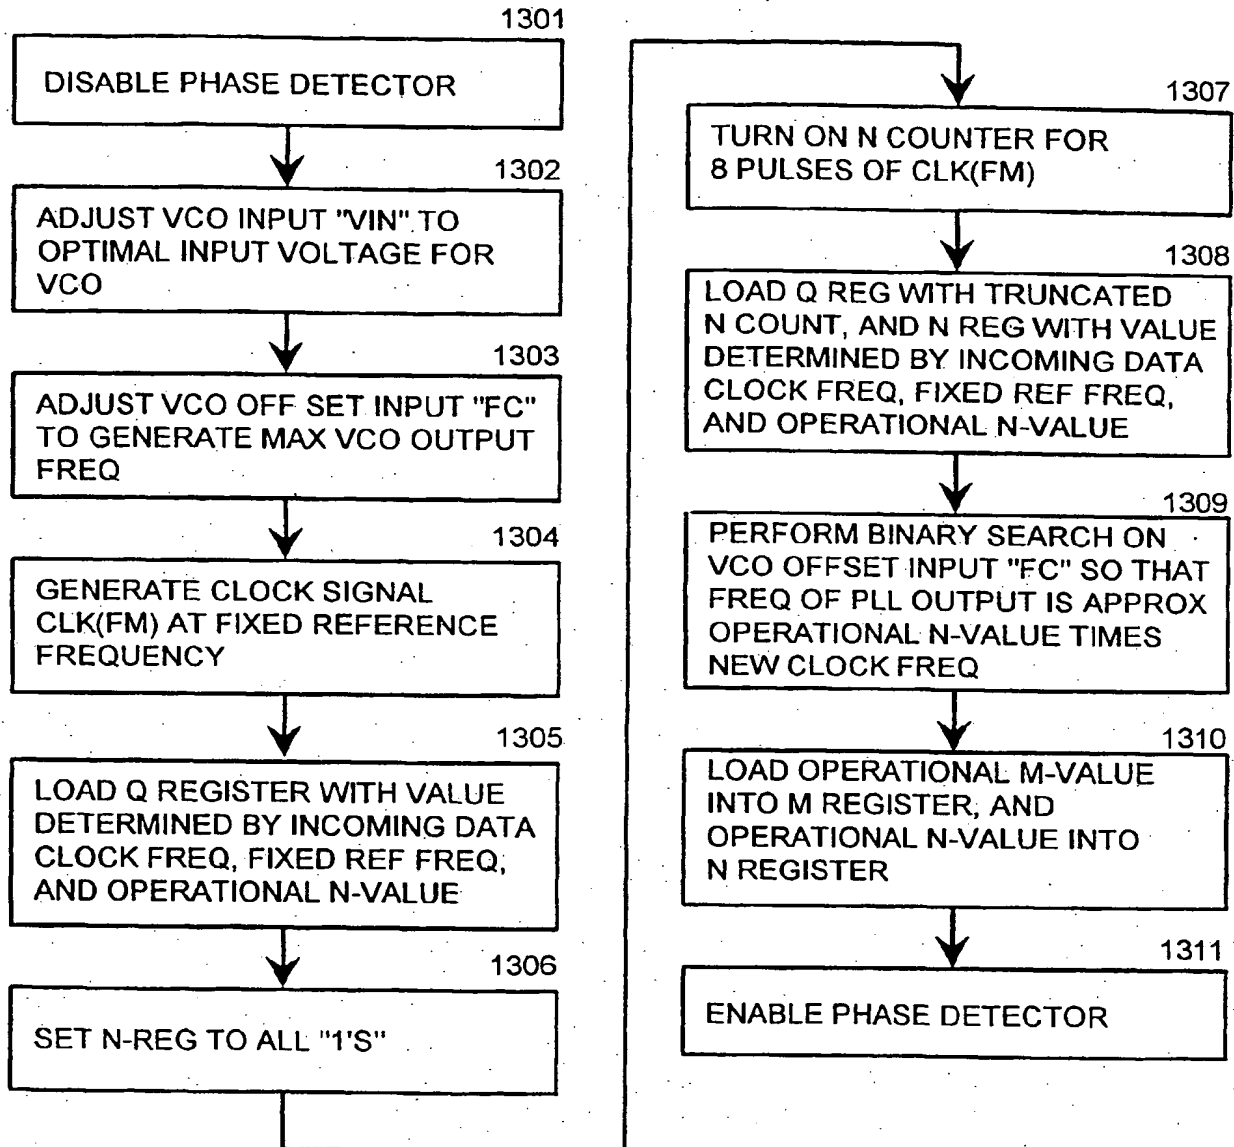 1301
DISABLE PHASE DETECTOR
1302
ADJUST VCO INPUT "VIN" TO
OPTIMAL INPUT VOLTAGE FOR
VCO
1303
ADJUST VCO OFF SET INPUT "FC"
TO GENERATE MAX VCO OUTPUT
FREQ
1304
GENERATE CLOCK SIGNAL
CLK(FM) AT FIXED REFERENCE
FREQUENCY
1305
LOAD Q REGISTER WITH VALUE
DETERMINED BY INCOMING DATA
CLOCK FREQ, FIXED REF FREQ,
AND OPERATIONAL N-VALUE
1306
SET N-REG TO ALL "1'S"
1307
TURN ON N COUNTER FOR
8 PULSES OF CLK(FM)
1308
LOAD Q REG WITH TRUNCATED
N COUNT, AND N REG WITH VALUE
DETERMINED BY INCOMING DATA
CLOCK FREQ, FIXED REF FREQ,
AND OPERATIONAL N-VALUE
1309
PERFORM BINARY SEARCH ON
VCO OFFSET INPUT "FC" SO THAT
FREQ OF PLL OUTPUT IS APPROX
OPERATIONAL N-VALUE TIMES
NEW CLOCK FREQ
1310
LOAD OPERATIONAL M-VALUE
INTO M REGISTER, AND
OPERATIONAL N-VALUE INTO
N REGISTER
1311
ENABLE PHASE DETECTOR